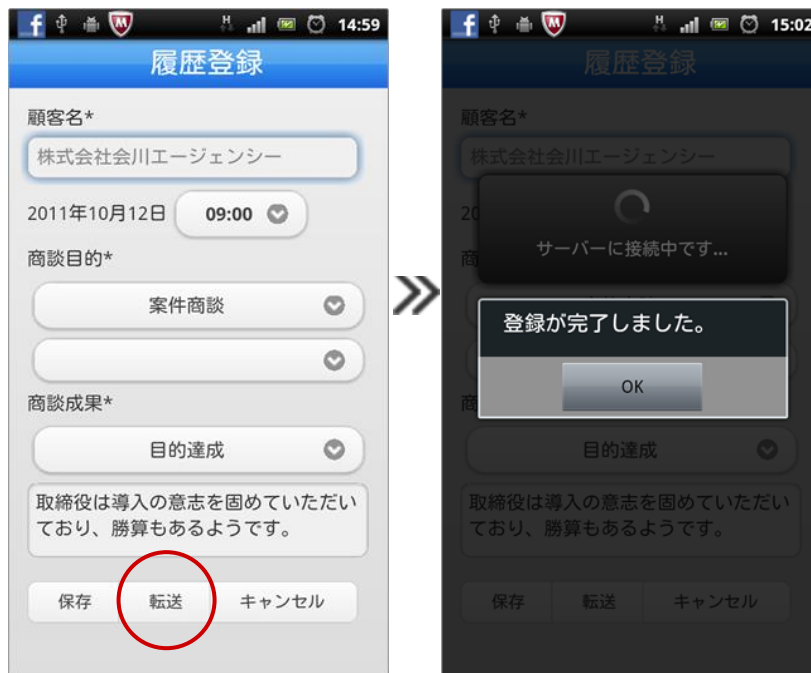 14:59
履歴登録
顧客名*
株式会社会川エージェンシー
2011年10月12日 09:00
商談目的*
案件商談
商談成果*
目的達成
取締役は導入の意志を固めていただい
ており、勝算もあるようです。
保存 転送 キャンセル
15:02
履歴登録
顧客名*
株式会社会川エージェンシー
20
サーバーに接続中です...
商
登録が完了しました。
OK
商
目的達成
取締役は導入の意志を固めていただい
ており、勝算もあるようです。
保存 転送 キャンセル